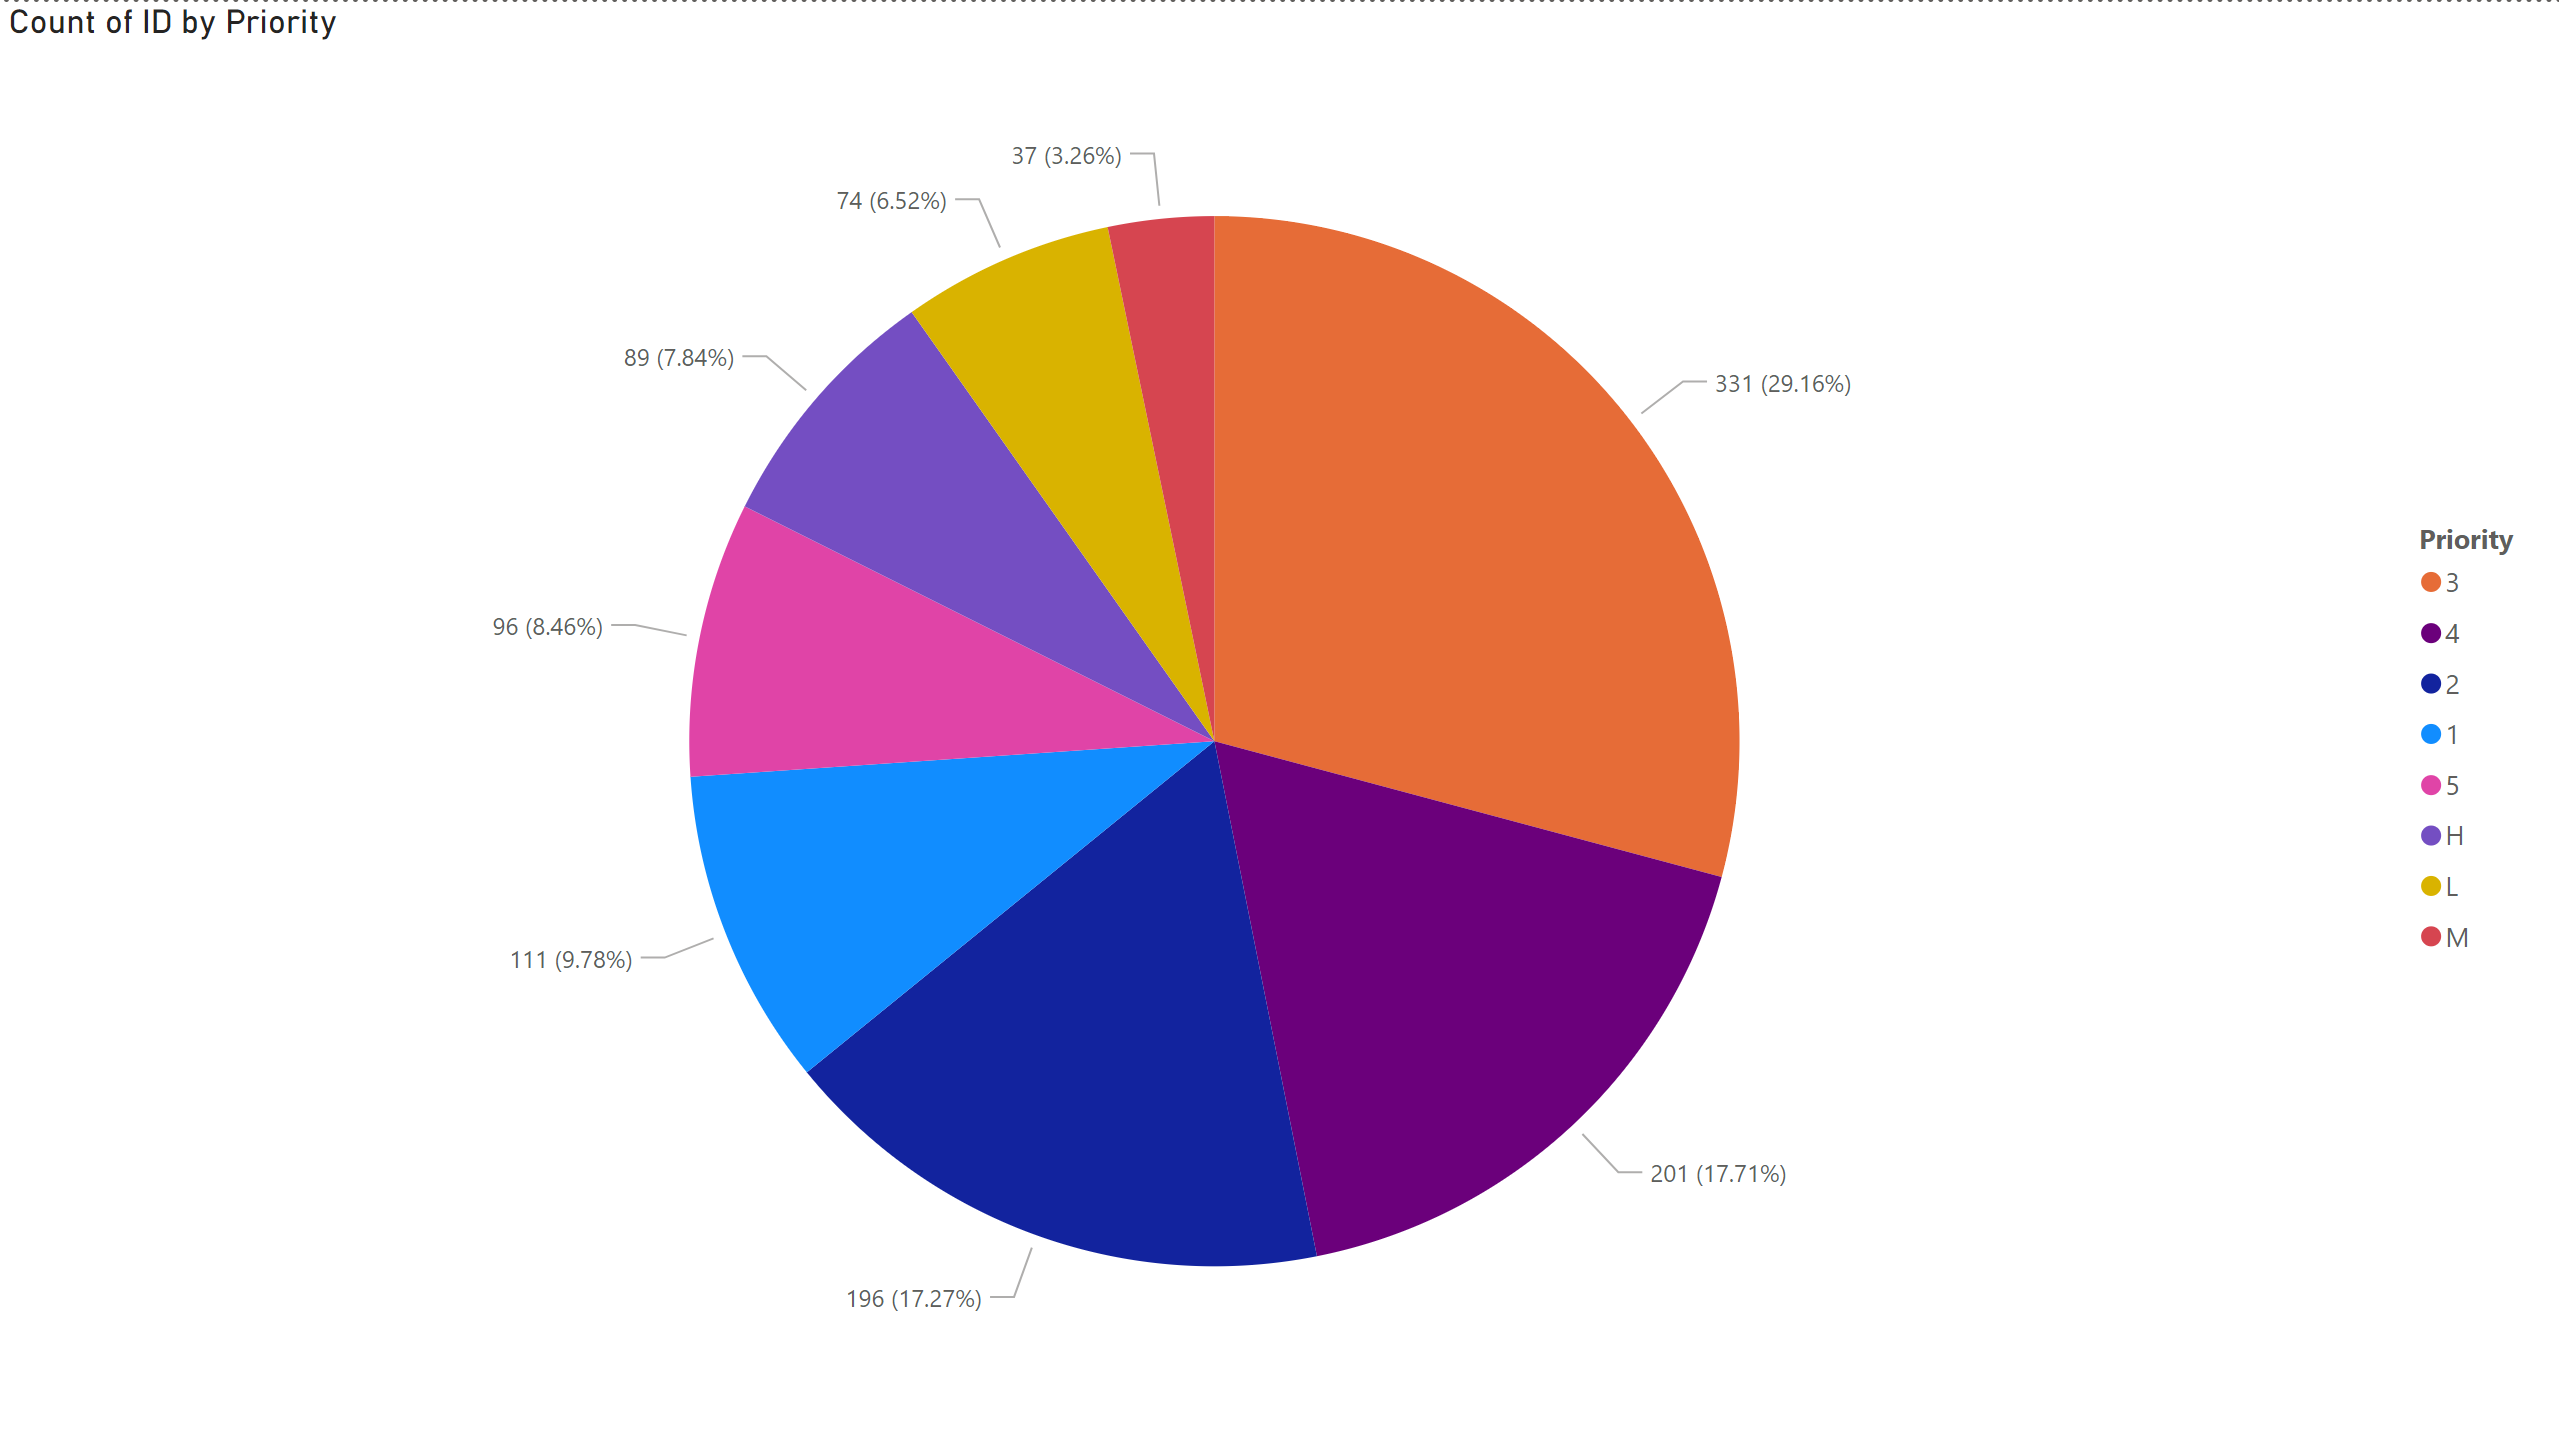 Count of ID by Priority
37 (3.26%)
74 (6.52%)
89 (7.84%)
331 (29.16%)
96 (8.46%)
111 (9.78%)
201 (17.71%)
196 (17.27%)
Priority
3
4
2
1
5
H
L
M